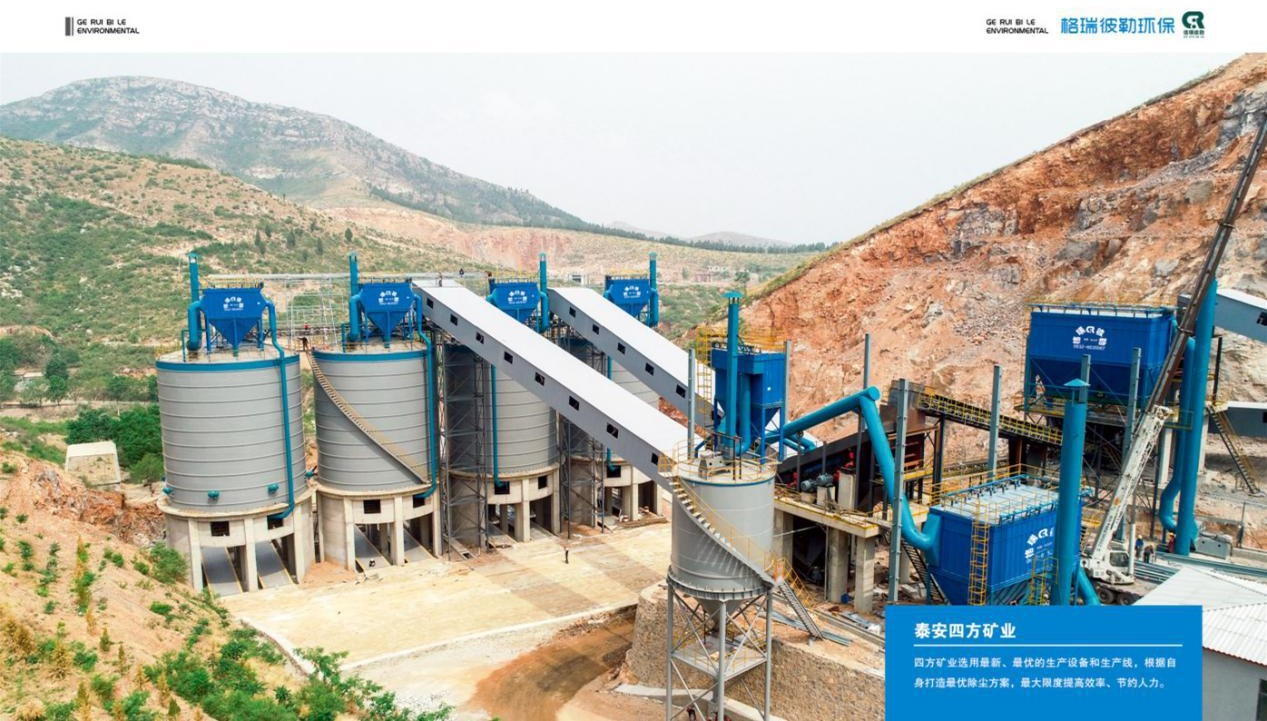 GE RUI BI LE
ENVIRONMENTAL
GE RUI BI LE
ENVIRONMENTAL
格瑞彼勒环保
泰安四方矿业
四方矿业选用最新、最优的生产设备和生产线，根据自
身打造最优除尘方案，最大限度提高效率、节约人力。